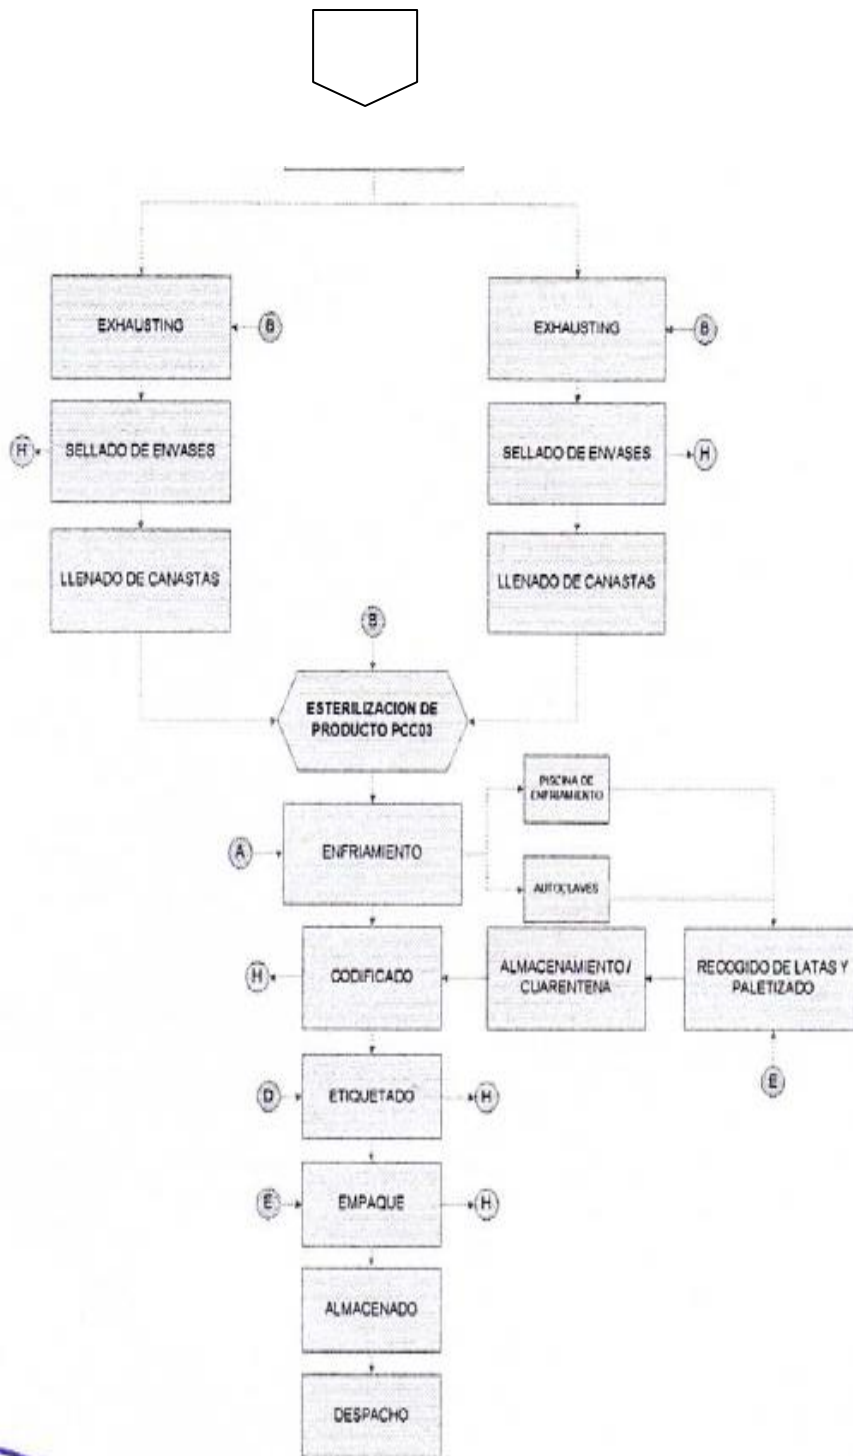 EXHAUSTING
B
EXHAUSTING
B
H
SELLADO DE ENVASES
SELLADO DE ENVASES
H
LLENADO DE CANASTAS
LLENADO DE CANASTAS
B
ESTERILIZACION DE
PRODUCTO PCC03
PISCINA DE
ENFRIAMIENTO
A
ENFRIAMIENTO
AUTOCLAVES
H
CODIFICADO
ALMACENAMIENTO /
CUARENTENA
RECOGIDO DE LATAS Y
PALETIZADO
D
ETIQUETADO
H
E
E
EMPAQUE
H
ALMACENADO
DESPACHO